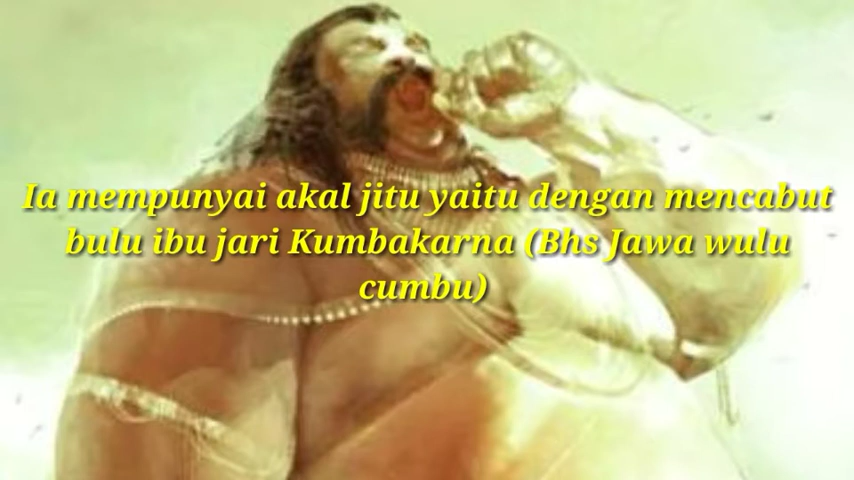 Ia mempunyai akal jitu yaitu dengan mencabut
bulu ibu jari Kumbakarna (Bhs Jawa wulu
cumbu)